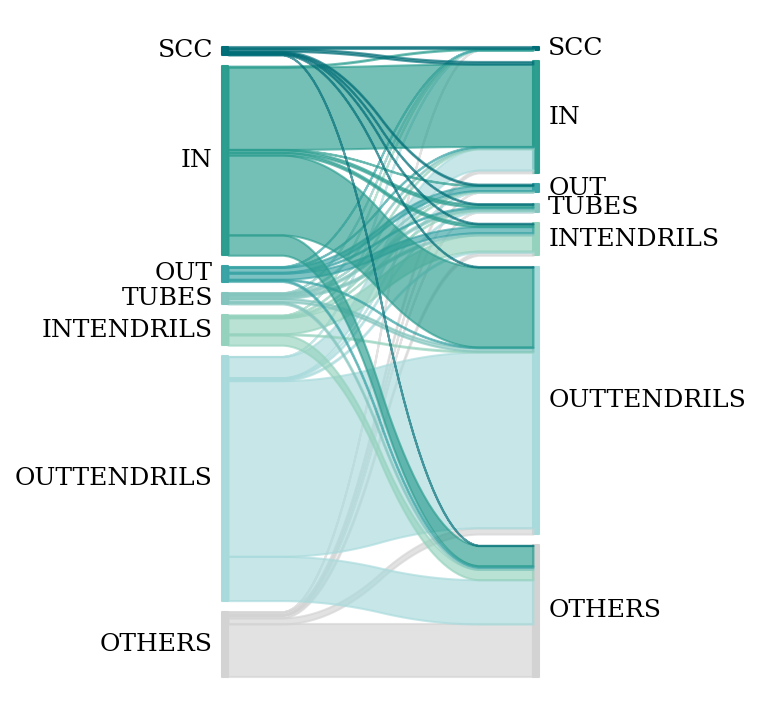 SCC
IN
OUT
TUBES
INTENDRILS
OUTTENDRILS
OTHERS
SCC
IN
OUT
TUBES
INTENDRILS
OUTTENDRILS
OTHERS